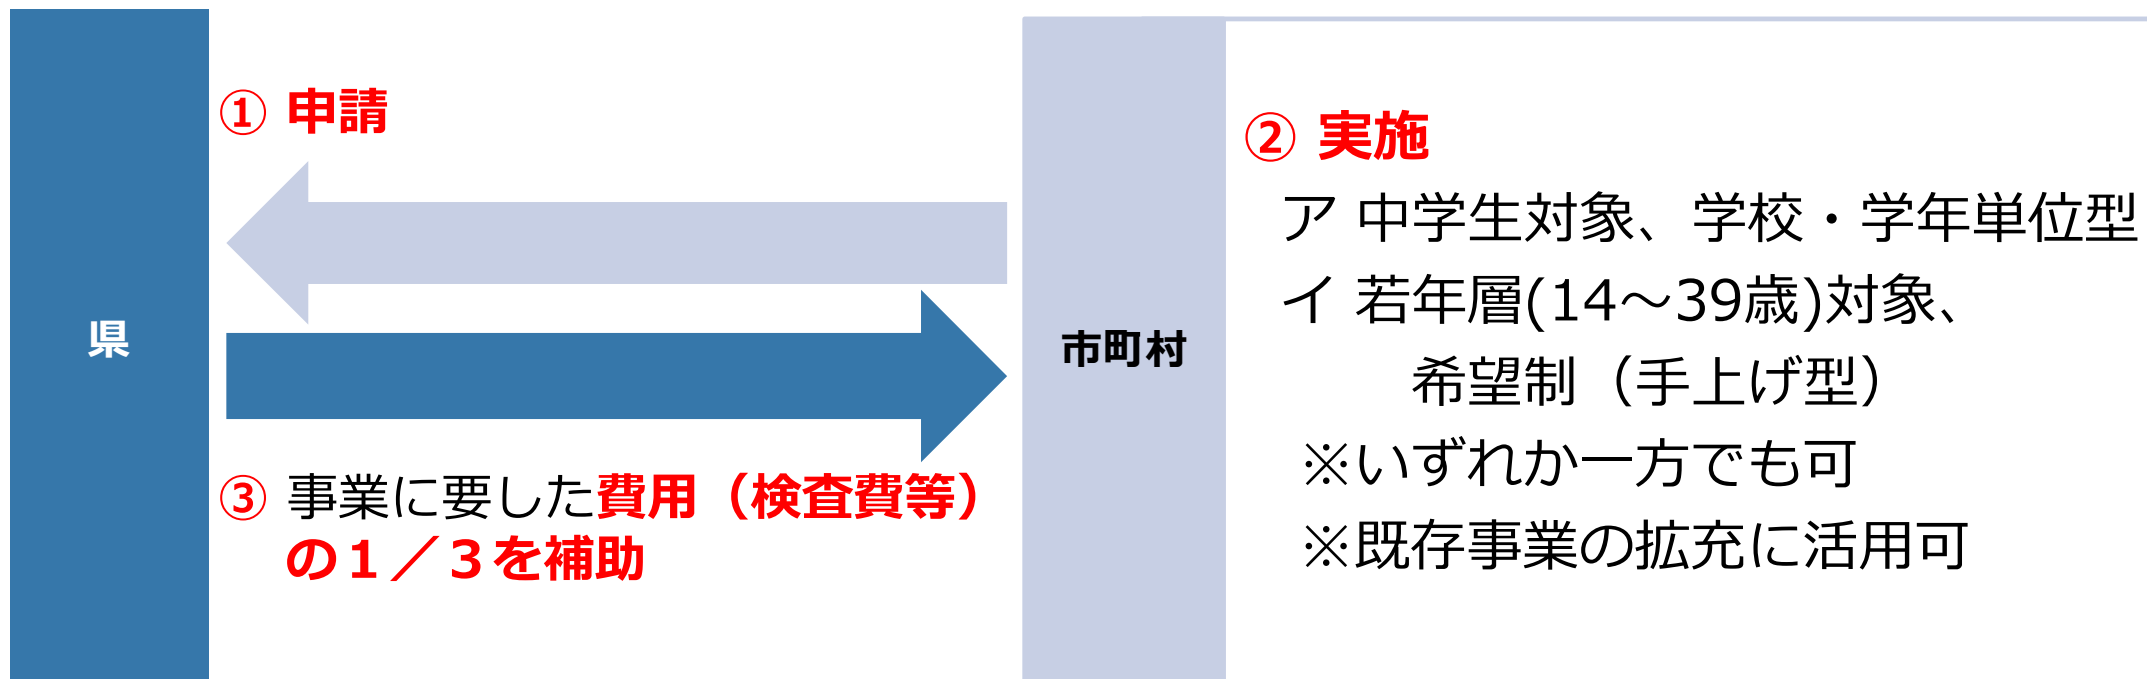 県
① 申請
③ 事業に要した費用（検査費等）
の１／３を補助
市町村
② 実施
ア 中学生対象、学校・学年単位型
イ 若年層(14～39歳)対象、
希望制（手上げ型）
※いずれか一方でも可
※既存事業の拡充に活用可